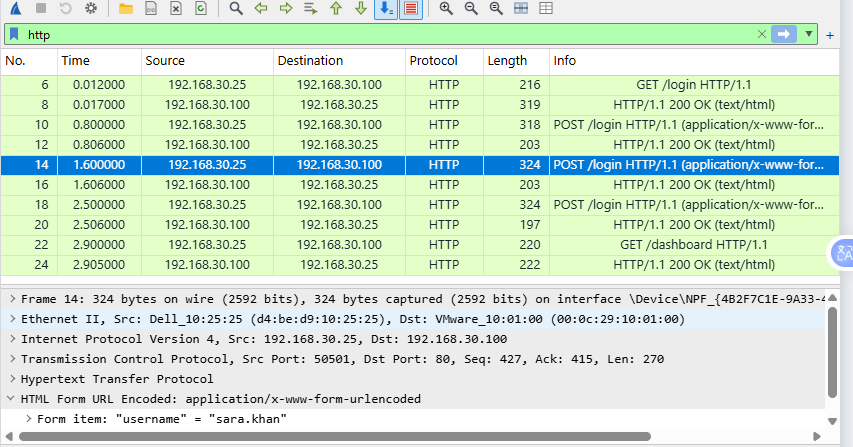 http
+
No. Time Source Destination Protocol Length Info
6 0.012000 192.168.30.25 192.168.30.100 HTTP 216 GET /login HTTP/1.1
8 0.017000 192.168.30.100 192.168.30.25 HTTP 319 HTTP/1.1 200 OK (text/html)
10 0.800000 192.168.30.25 192.168.30.100 HTTP 318 POST /login HTTP/1.1 (application/x-www-for...
12 0.806000 192.168.30.100 192.168.30.25 HTTP 203 HTTP/1.1 200 OK (text/html)
14 1.600000 192.168.30.25 192.168.30.100 HTTP 324 POST /login HTTP/1.1 (application/x-www-for...
16 1.606000 192.168.30.100 192.168.30.25 HTTP 203 HTTP/1.1 200 OK (text/html)
18 2.500000 192.168.30.25 192.168.30.100 HTTP 324 POST /login HTTP/1.1 (application/x-www-for...
20 2.506000 192.168.30.100 192.168.30.25 HTTP 197 HTTP/1.1 200 OK (text/html)
22 2.900000 192.168.30.25 192.168.30.100 HTTP 220 GET /dashboard HTTP/1.1
24 2.905000 192.168.30.100 192.168.30.25 HTTP 222 HTTP/1.1 200 OK (text/html)
Frame 14: 324 bytes on wire (2592 bits), 324 bytes captured (2592 bits) on interface \Device\NPF_{4B2F7C1E-9A33-4
Ethernet II, Src: Dell_10:25:25 (d4:be:d9:10:25:25), Dst: VMware_10:01:00 (00:0c:29:10:01:00)
Internet Protocol Version 4, Src: 192.168.30.25, Dst: 192.168.30.100
Transmission Control Protocol, Src Port: 50501, Dst Port: 80, Seq: 427, Ack: 415, Len: 270
Hypertext Transfer Protocol
HTML Form URL Encoded: application/x-www-form-urlencoded
Form item: "username" = "sara.khan"